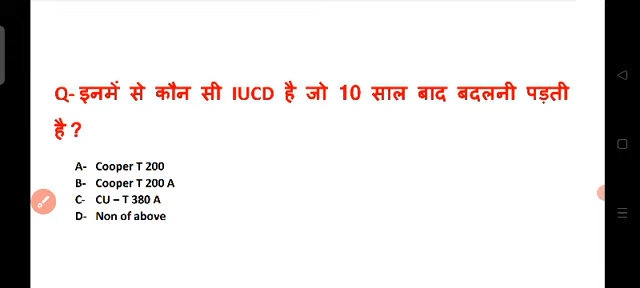 Q- इनमें से कौन सी IUCD है जो 10 साल बाद बदलनी पड़ती
है ?
A- Cooper T 200
B- Cooper T 200 A
C- CU – T 380 A
D- Non of above